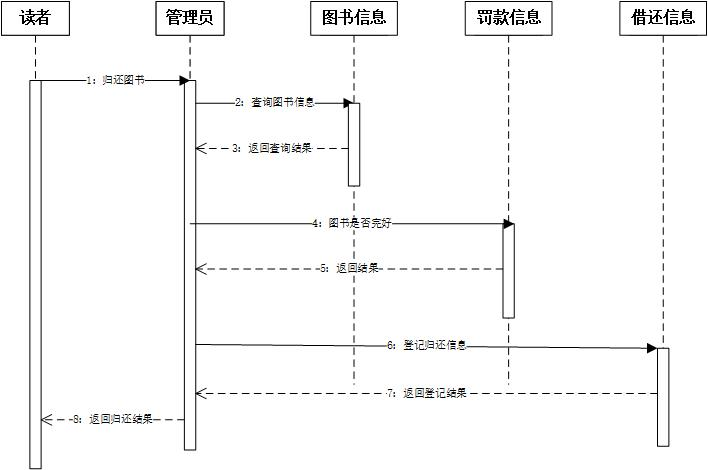 读者
管理员
图书信息
罚款信息
借还信息
1: 归还图书
2: 查询图书信息
3: 返回查询结果
4: 图书是否完好
5: 返回结果
6: 登记归还信息
7: 返回登记结果
8: 返回归还结果